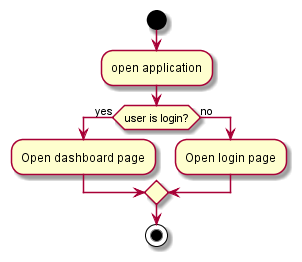 open application
yes
user is login?
no
Open dashboard page
Open login page